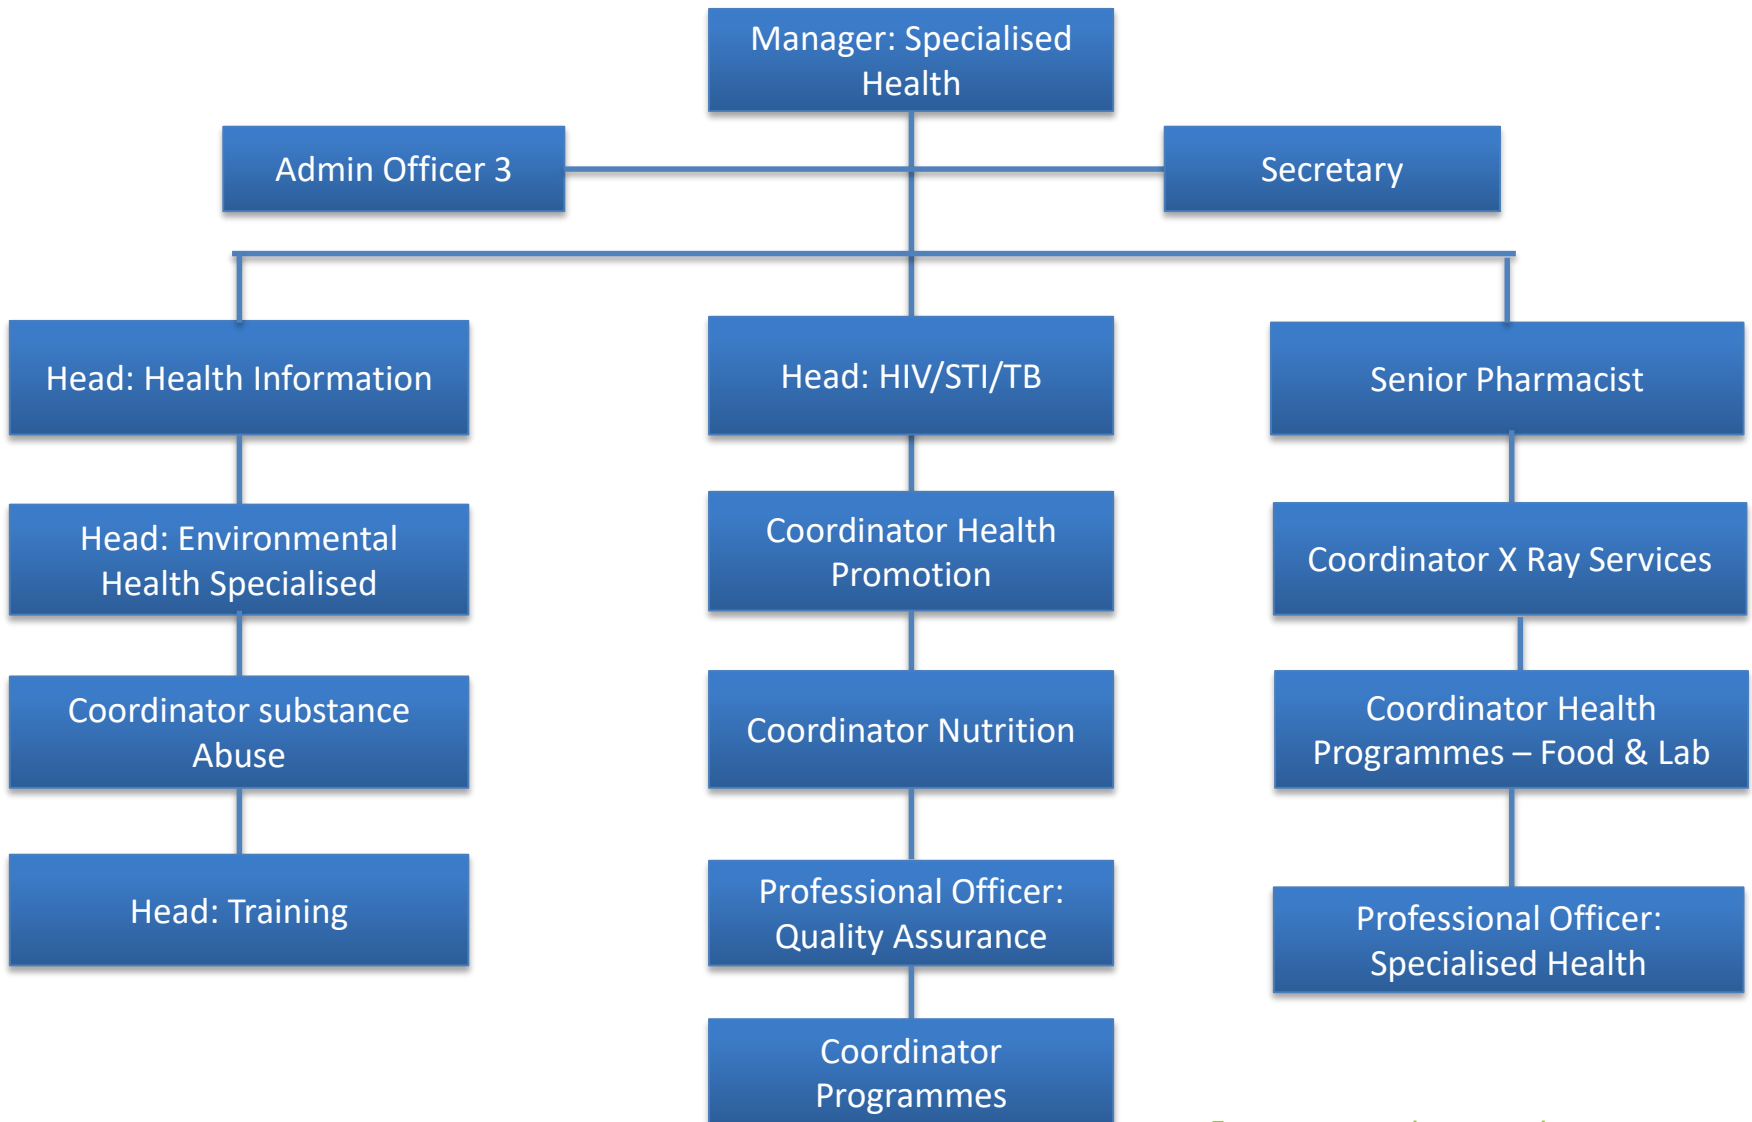 Manager: Specialised
Health
Admin Officer 3
Secretary
Head: Health Information
Head: HIV/STI/TB
Senior Pharmacist
Head: Environmental
Health Specialised
Coordinator Health
Promotion
Coordinator X Ray Services
Coordinator substance
Abuse
Coordinator Nutrition
Coordinator Health
Programmes – Food & Lab
Head: Training
Professional Officer:
Quality Assurance
Professional Officer:
Specialised Health
Coordinator
Programmes